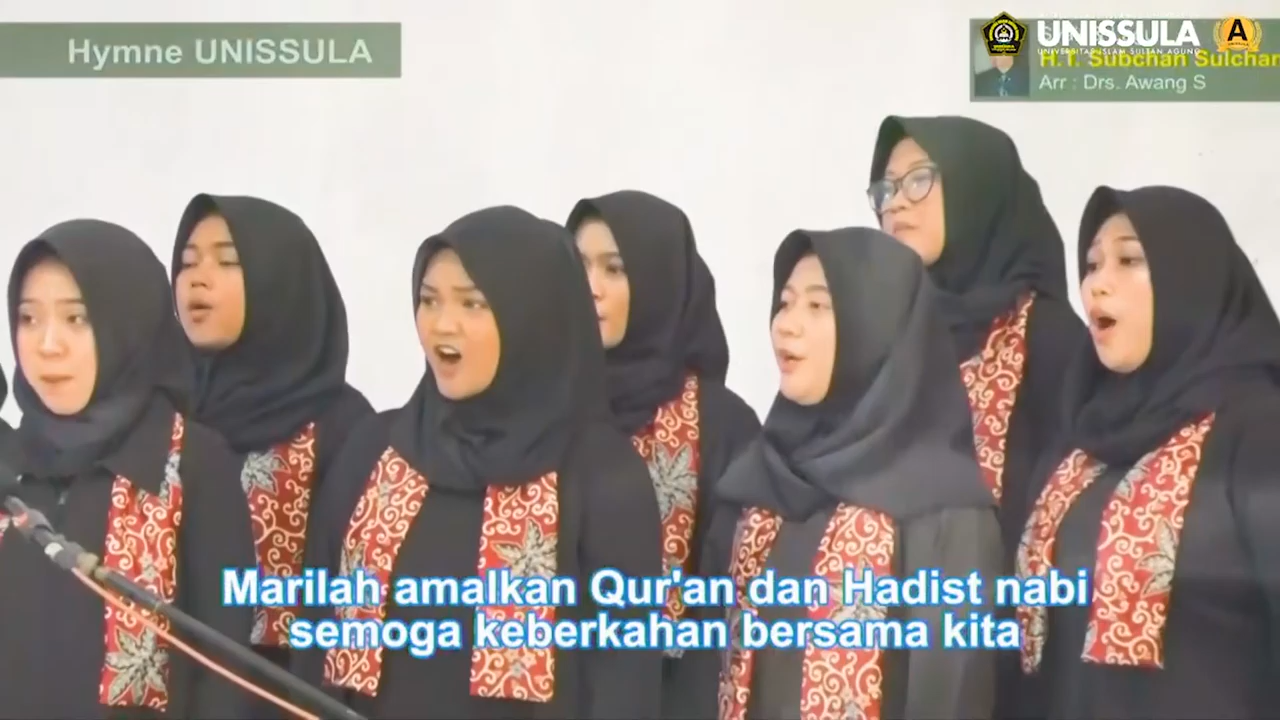 Hymne UNISSULA
UNISSULA
UNIVERSITAS ISLAM SULTAN AGUNG
A
H.T. Subchan Sulchan
Arr : Drs. Awang S
Marilah amalkan Qur'an dan Hadist nabi
semoga keberkahan bersama kita